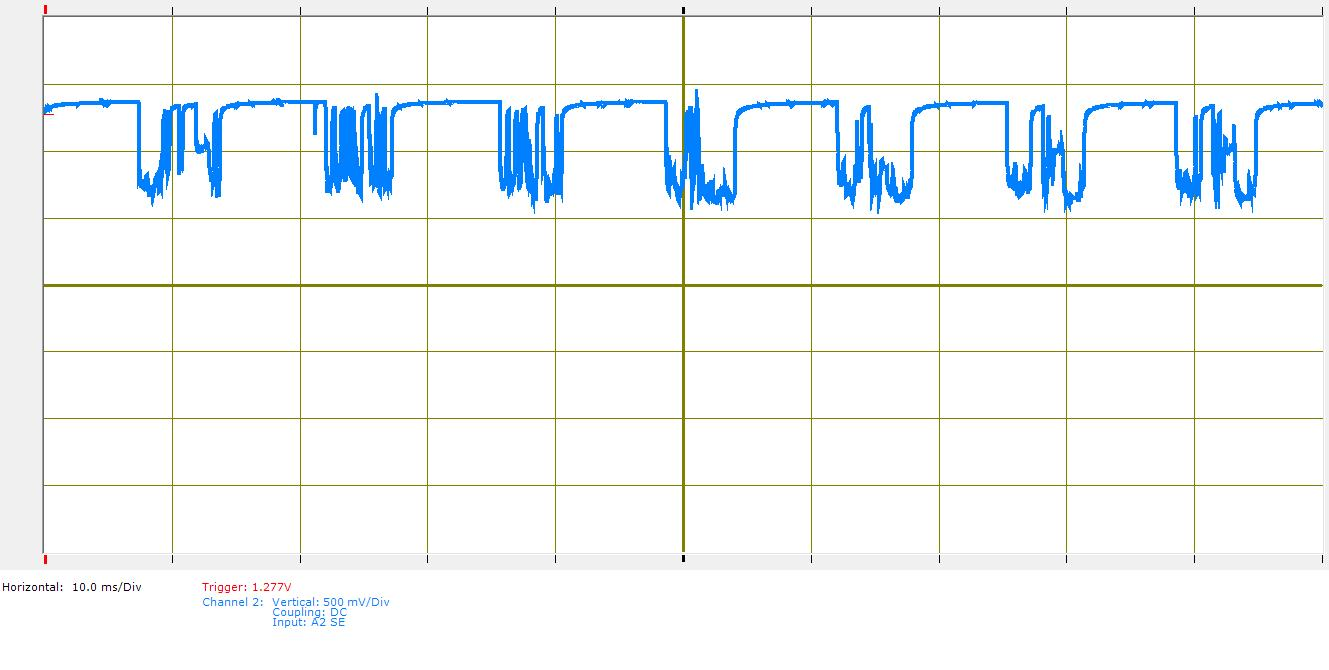 Horizontal: 10.0 ms/Div Trigger: 1.277V
Channel 2: Vertical: 500 mV/Div
Coupling: DC
Input: A2 SE